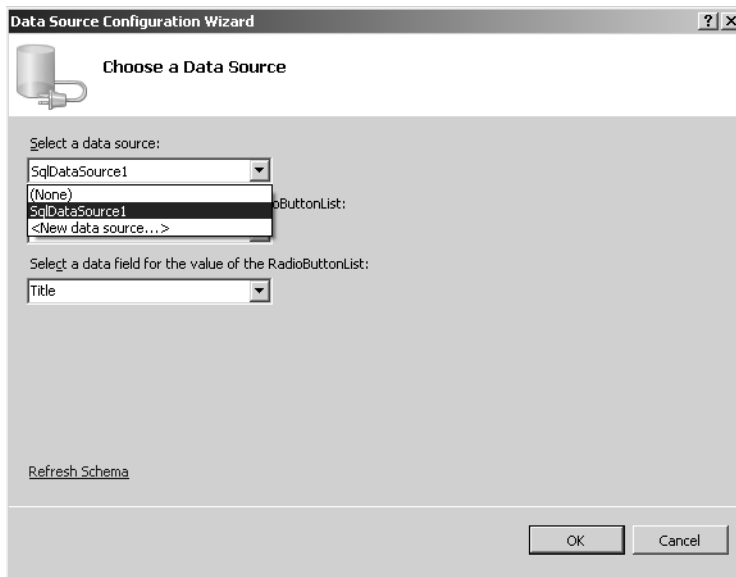 Data Source Configuration Wizard
Choose a Data Source
Select a data source:
SqlDataSource1
(None)
SqlDataSource1
<New data source...>
oButtonList:
Select a data field for the value of the RadioButtonList:
Title
Refresh Schema
OK
Cancel